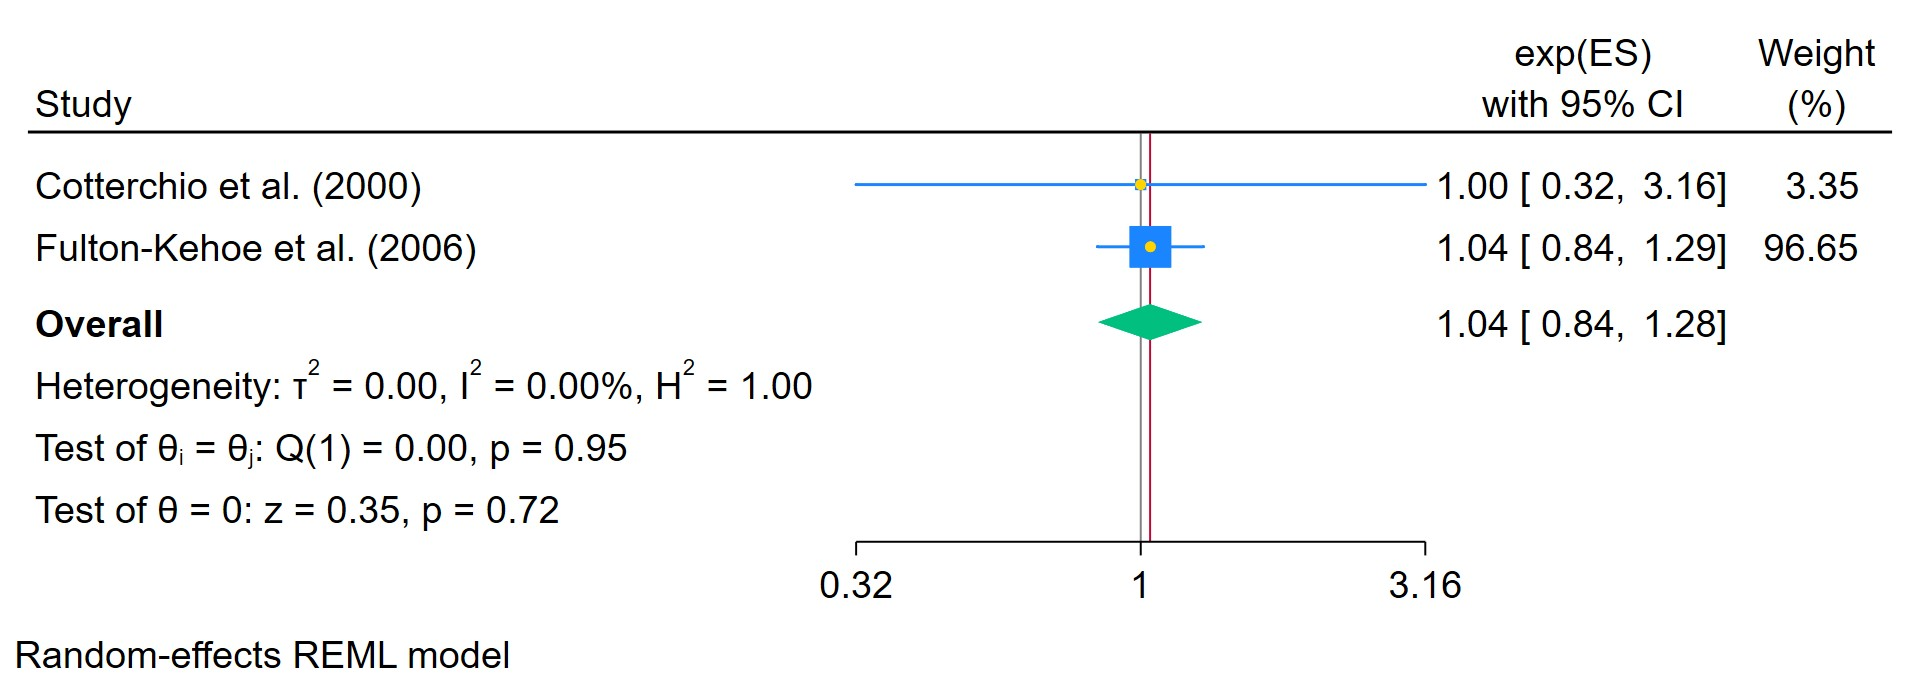 exp(ES) Weight
Study with 95% CI (%)
Cotterchio et al. (2000) 1.00 [ 0.32, 3.16] 3.35
Fulton-Kehoe et al. (2006) 1.04 [ 0.84, 1.29] 96.65
Overall 1.04 [ 0.84, 1.28]
Heterogeneity: τ² = 0.00, I² = 0.00%, H² = 1.00
Test of θᵢ = θⱼ: Q(1) = 0.00, p = 0.95
Test of θ = 0: z = 0.35, p = 0.72
0.32 1 3.16
Random-effects REML model